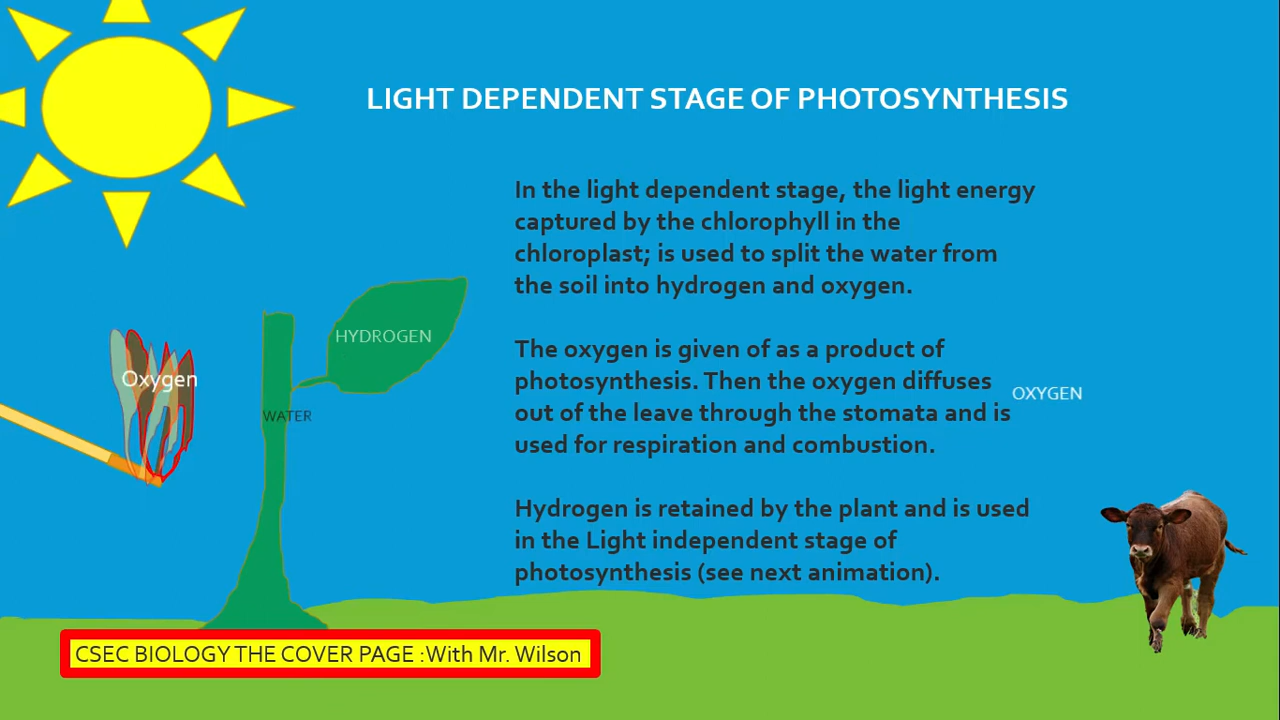 LIGHT DEPENDENT STAGE OF PHOTOSYNTHESIS
In the light dependent stage, the light energy
captured by the chlorophyll in the
chloroplast; is used to split the water from
the soil into hydrogen and oxygen.
The oxygen is given of as a product of
photosynthesis. Then the oxygen diffuses
out of the leave through the stomata and is
used for respiration and combustion.
Hydrogen is retained by the plant and is used
in the Light independent stage of
photosynthesis (see next animation).
HYDROGEN
Oxygen
WATER
OXYGEN
CSEC BIOLOGY THE COVER PAGE :With Mr. Wilson